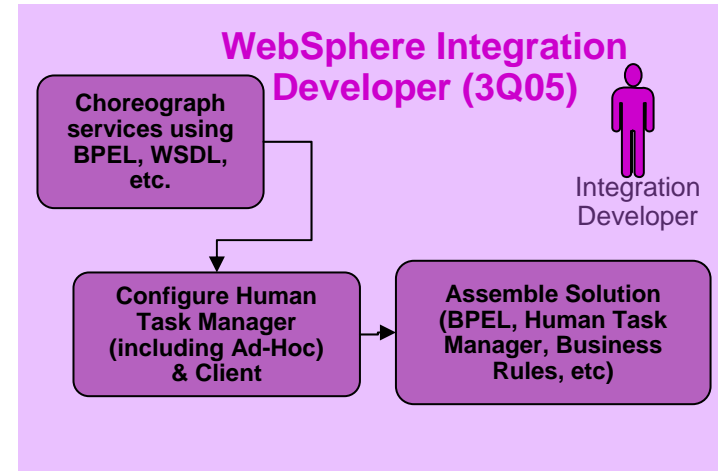 WebSphere Integration
Developer (3Q05)
Choreograph
services using
BPEL, WSDL,
etc.
Integration
Developer
Configure Human
Task Manager
(including Ad-Hoc)
& Client
Assemble Solution
(BPEL, Human Task
Manager, Business
Rules, etc)